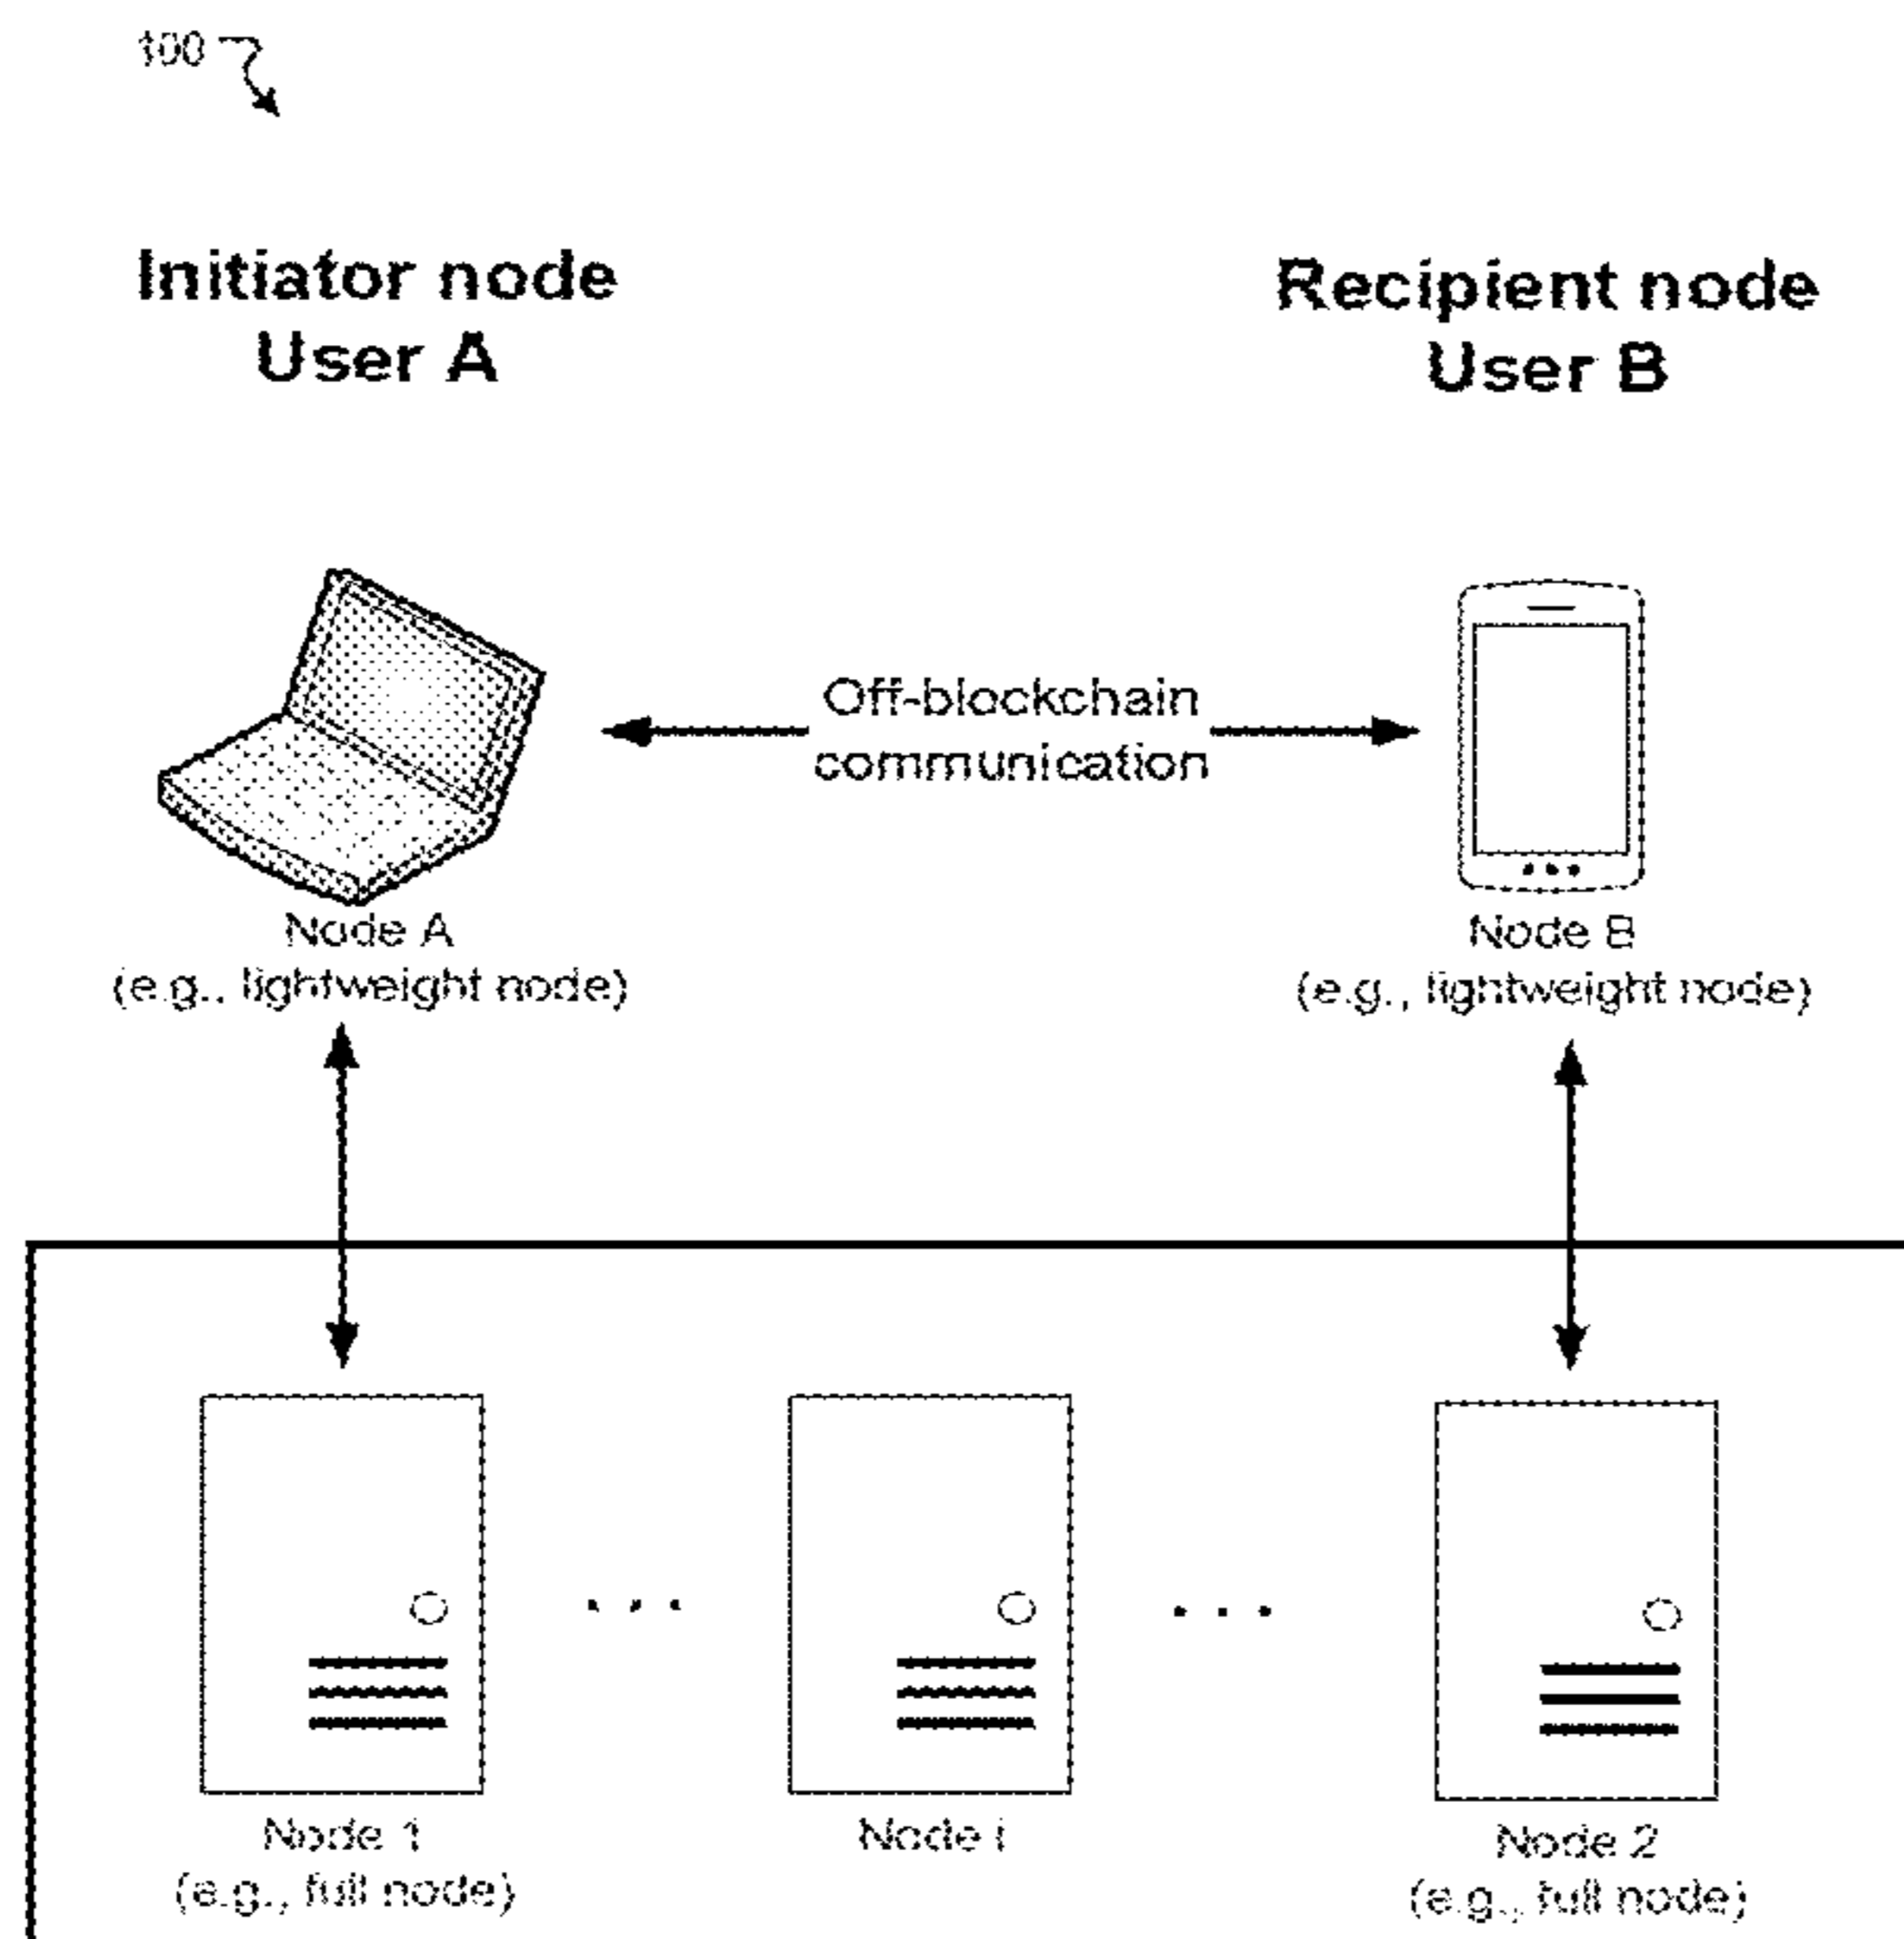 100
Initiator node
User A
Recipient node
User B
Off-blockchain
communication
Node A
(e.g., lightweight node)
Node B
(e.g., lightweight node)
Node 1
(e.g., full node)
Node i
Node 2
(e.g., full node)